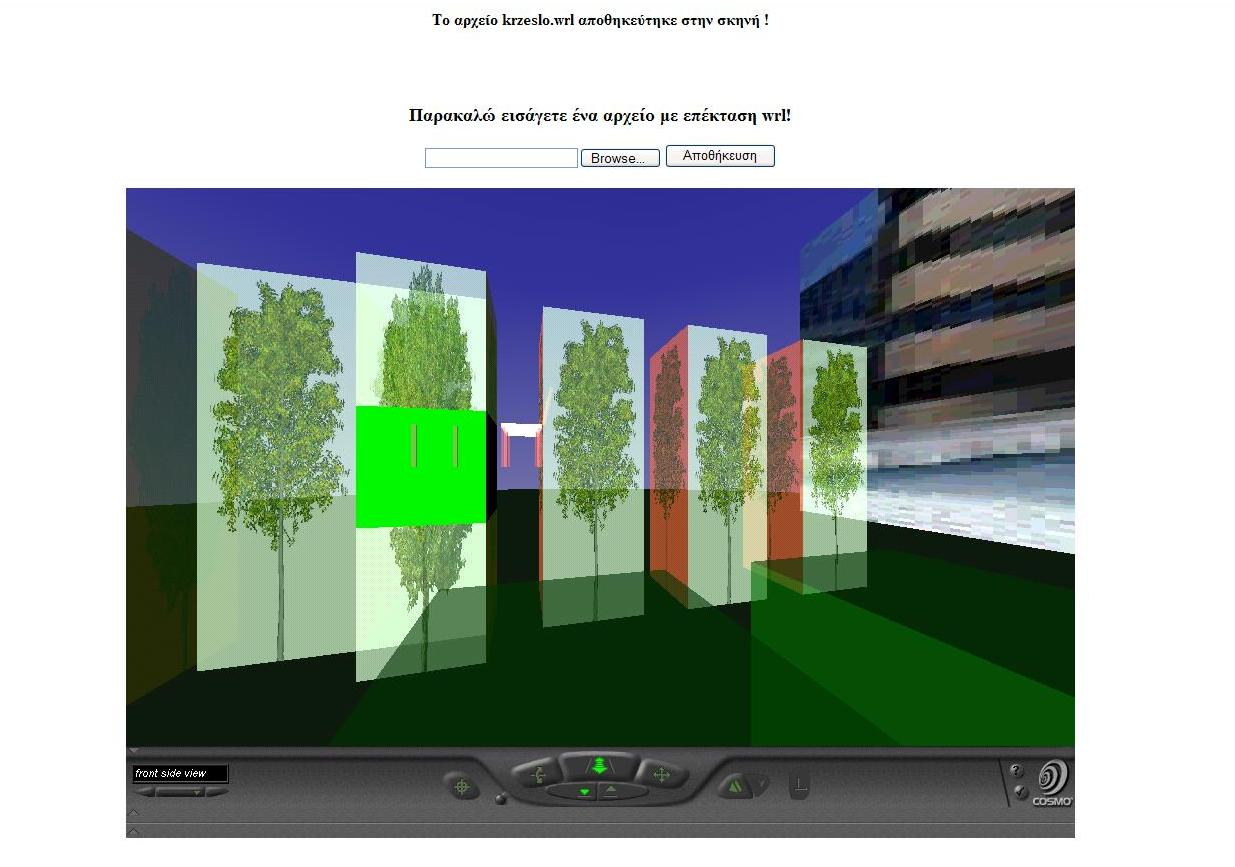 Το αρχείο krzeslo.wrl αποθηκεύτηκε στην σκηνή !
Παρακαλώ εισάγετε ένα αρχείο με επέκταση wrl!
Browse... Αποθήκευση
front side view
?
COSMO